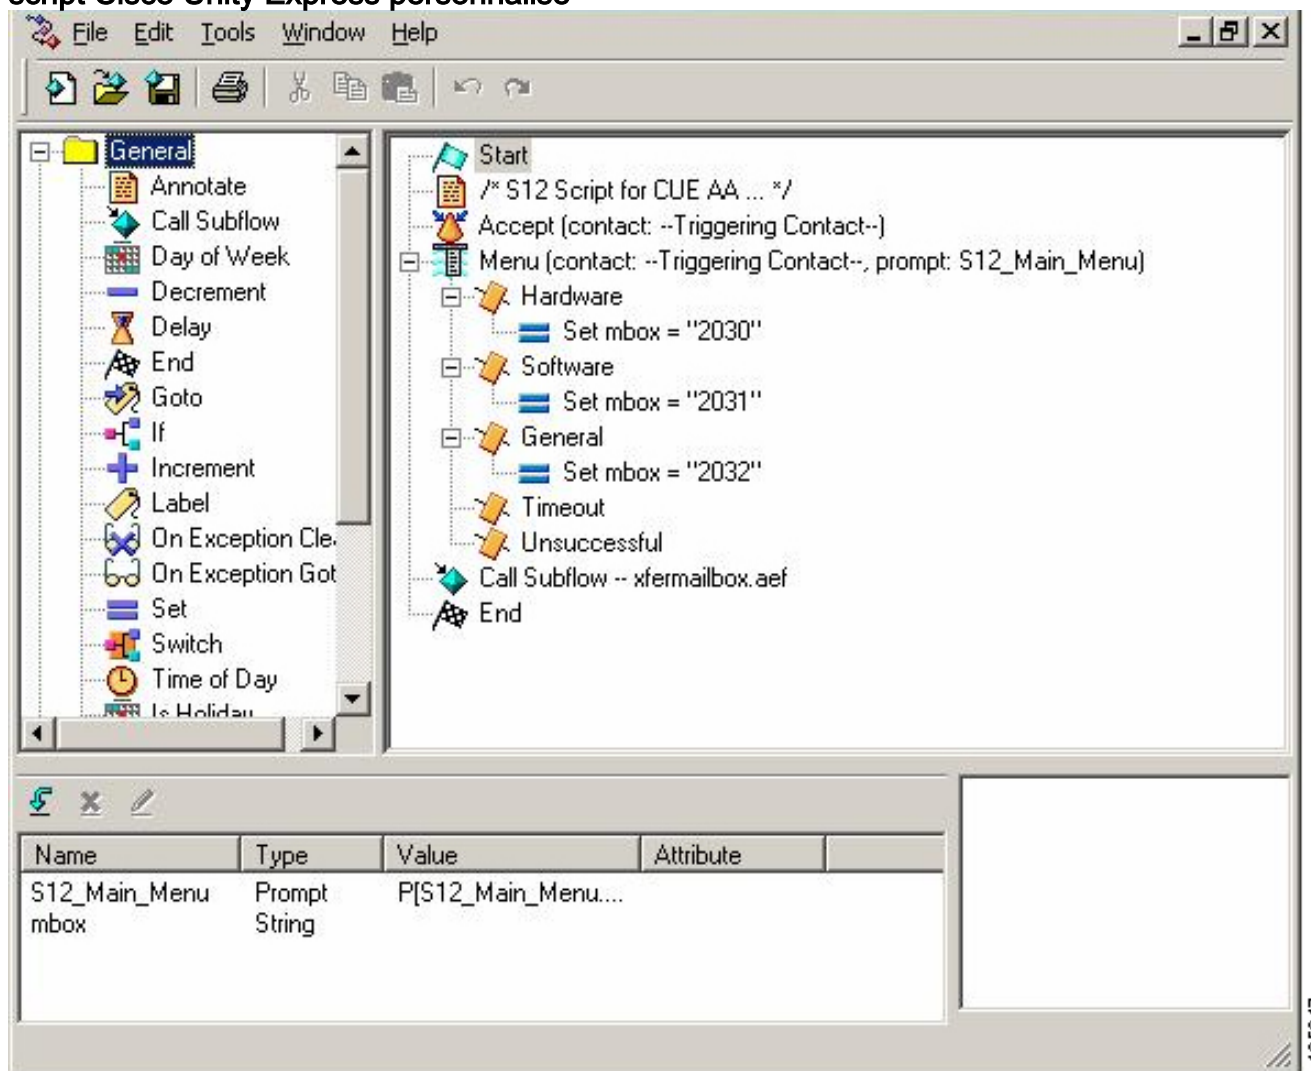 script Cisco Unity Express personnalisé
File Edit Tools Window Help
General
Annotate
Call Subflow
Day of Week
Decrement
Delay
End
Goto
If
Increment
Label
On Exception Cle
On Exception Got
Set
Switch
Time of Day
Is Holiday
Start
/* S12 Script for CUE AA ... */
Accept (contact: --Triggering Contact--)
Menu (contact: --Triggering Contact--, prompt: S12_Main_Menu)
Hardware
Set mbox = "2030"
Software
Set mbox = "2031"
General
Set mbox = "2032"
Timeout
Unsuccessful
Call Subflow -- xfermailbox.aef
End
Name Type Value Attribute
S12_Main_Menu Prompt P[S12_Main_Menu....
mbox String